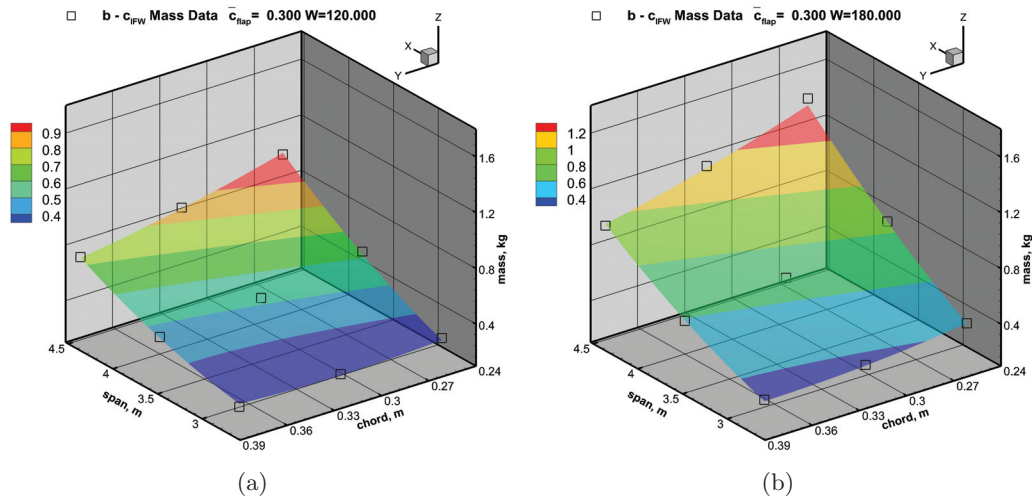 b - c_IFW Mass Data c̅_flap= 0.300 W=120.000
Z
X
Y
0.9
0.8
0.7
0.6
0.5
0.4
1.6
1.2
0.8
0.4
mass, kg
4.5
4
3.5
3
span, m
0.39
0.36
0.33
0.3
0.27
0.24
chord, m
(a)
b - c_IFW Mass Data c̅_flap= 0.300 W=180.000
Z
X
Y
1.2
1
0.8
0.6
0.4
1.6
1.2
0.8
0.4
mass, kg
4.5
4
3.5
3
span, m
0.39
0.36
0.33
0.3
0.27
0.24
chord, m
(b)